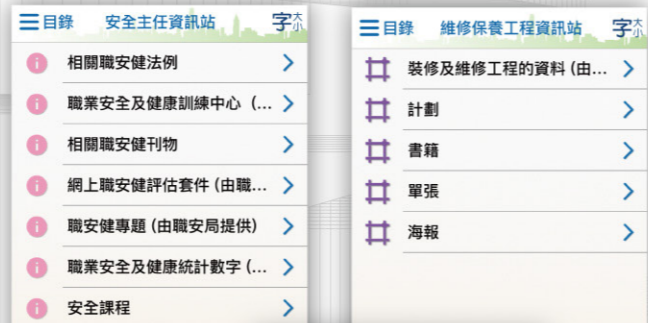 目錄 安全主任資訊站 字大小
相關職安健法例
職業安全及健康訓練中心 (...
相關職安健刊物
網上職安健評估套件 (由職...
職安健專題 (由職安局提供)
職業安全及健康統計數字 (...
安全課程
目錄 維修保養工程資訊站 字大小
裝修及維修工程的資料 (由...
計劃
書籍
單張
海報